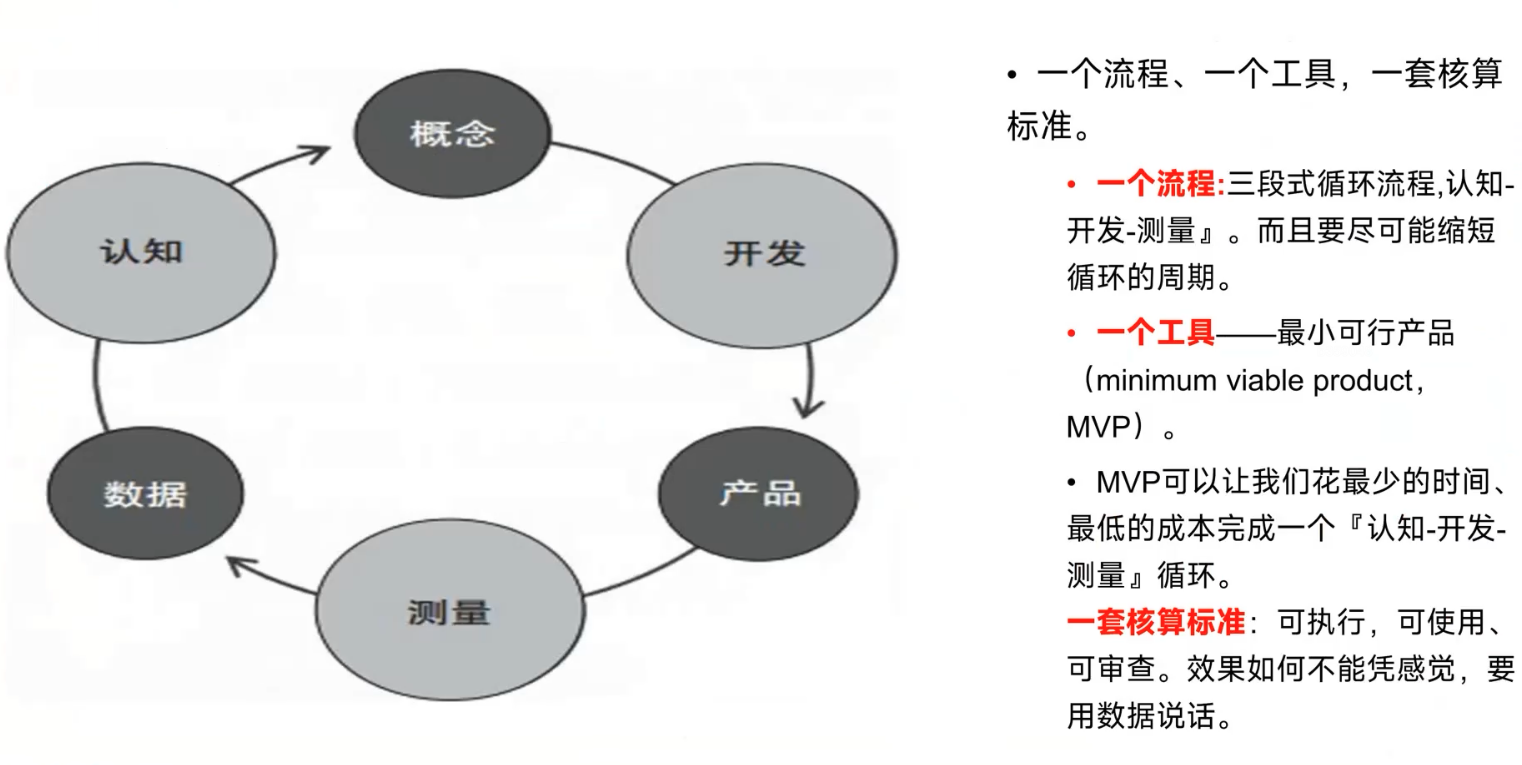 概念
认知
开发
数据
产品
测量
• 一个流程、一个工具，一套核算
标准。
• 一个流程:三段式循环流程,认知-
开发-测量』。而且要尽可能缩短
循环的周期。
• 一个工具——最小可行产品
（minimum viable product，
MVP）。
• MVP可以让我们花最少的时间、
最低的成本完成一个『认知-开发-
测量』循环。
一套核算标准：可执行，可使用、
可审查。效果如何不能凭感觉，要
用数据说话。